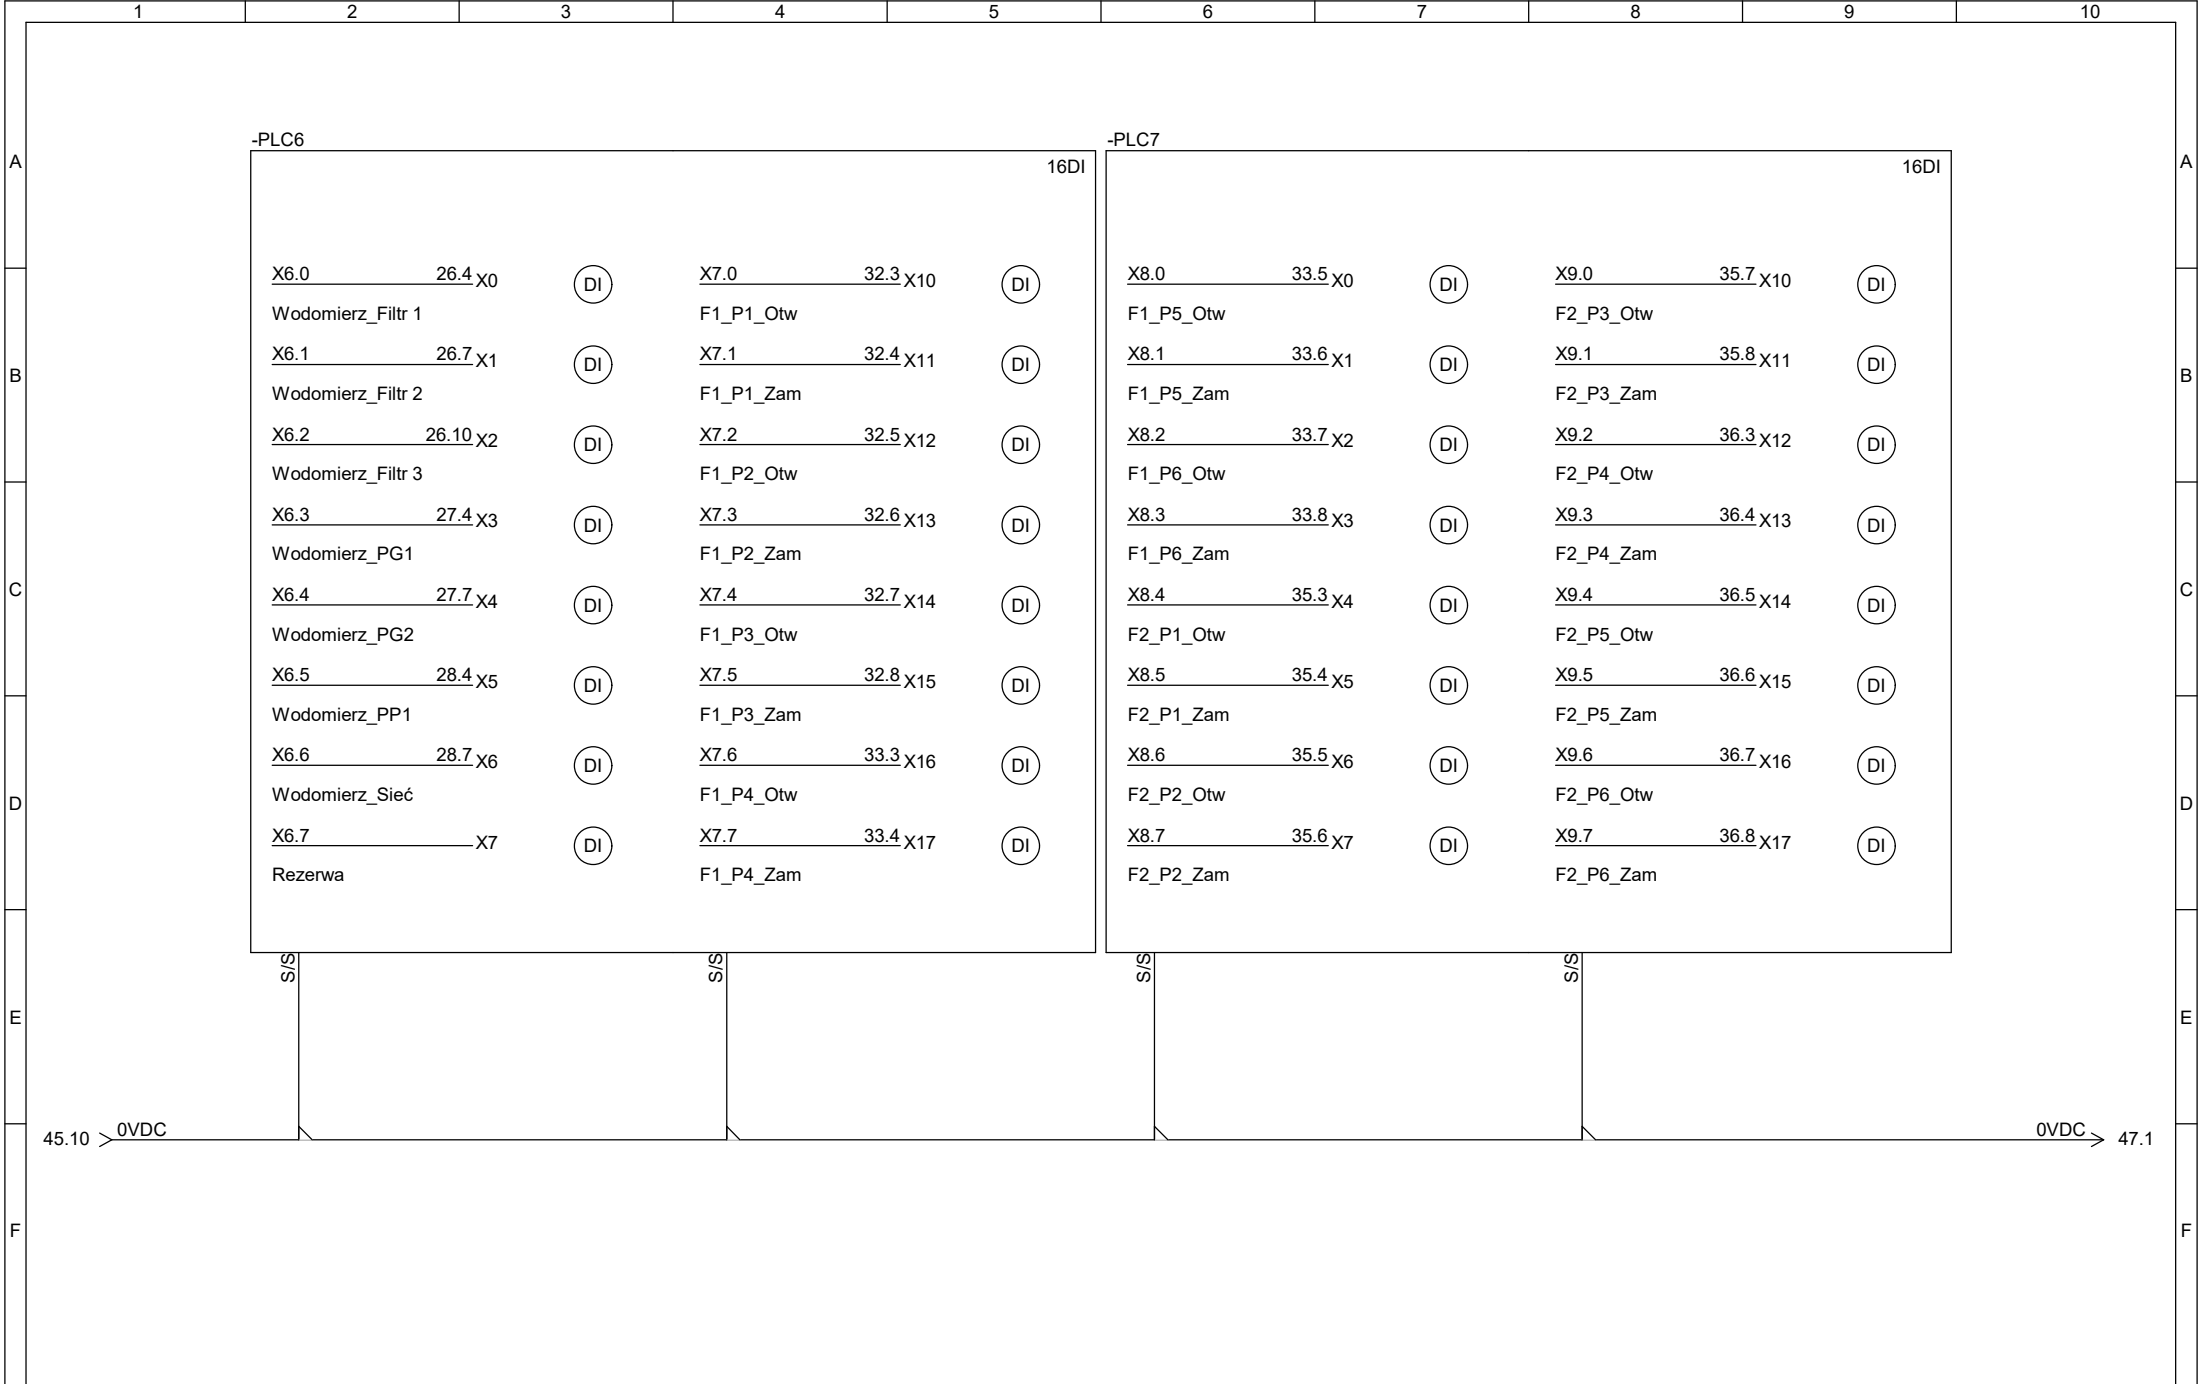 1 2 3 4 5 6 7 8 9 10
-PLC6 -PLC7
A A
16DI 16DI
X6.0 26.4 X0 DI X7.0 32.3 X10 DI X8.0 33.5 X0 DI X9.0 35.7 X10 DI
Wodomierz_Filtr 1 F1_P1_Otw F1_P5_Otw F2_P3_Otw
X6.1 26.7 X1 DI X7.1 32.4 X11 DI X8.1 33.6 X1 DI X9.1 35.8 X11 DI
B B
Wodomierz_Filtr 2 F1_P1_Zam F1_P5_Zam F2_P3_Zam
X6.2 26.10 X2 DI X7.2 32.5 X12 DI X8.2 33.7 X2 DI X9.2 36.3 X12 DI
Wodomierz_Filtr 3 F1_P2_Otw F1_P6_Otw F2_P4_Otw
X6.3 27.4 X3 DI X7.3 32.6 X13 DI X8.3 33.8 X3 DI X9.3 36.4 X13 DI
Wodomierz_PG1 F1_P2_Zam F1_P6_Zam F2_P4_Zam
C C
X6.4 27.7 X4 DI X7.4 32.7 X14 DI X8.4 35.3 X4 DI X9.4 36.5 X14 DI
Wodomierz_PG2 F1_P3_Otw F2_P1_Otw F2_P5_Otw
X6.5 28.4 X5 DI X7.5 32.8 X15 DI X8.5 35.4 X5 DI X9.5 36.6 X15 DI
Wodomierz_PP1 F1_P3_Zam F2_P1_Zam F2_P5_Zam
X6.6 28.7 X6 DI X7.6 33.3 X16 DI X8.6 35.5 X6 DI X9.6 36.7 X16 DI
Wodomierz_Sieć F1_P4_Otw F2_P2_Otw F2_P6_Otw
D D
X6.7 X7 DI X7.7 33.4 X17 DI X8.7 35.6 X7 DI X9.7 36.8 X17 DI
Rezerwa F1_P4_Zam F2_P2_Zam F2_P6_Zam
S/S S/S S/S S/S
E E
45.10 0VDC 0VDC 47.1
F F